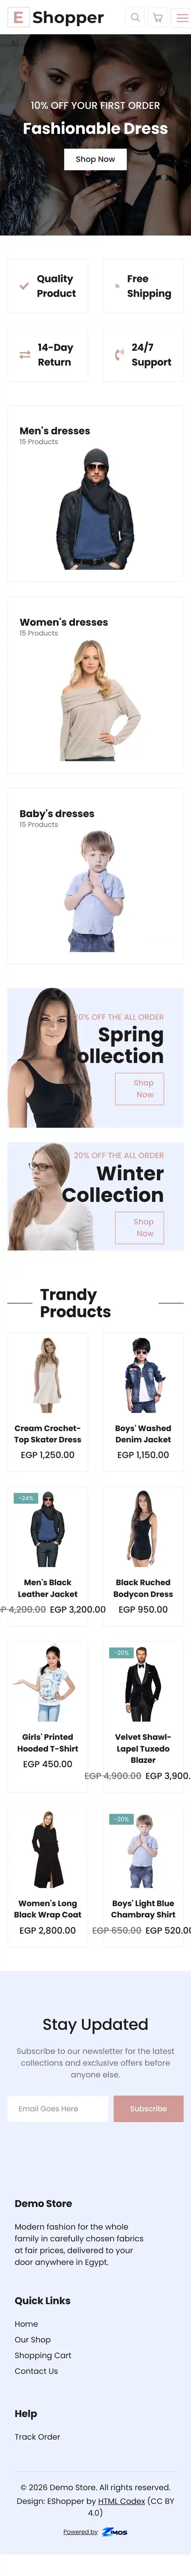 E Shopper
10% OFF YOUR FIRST ORDER
Fashionable Dress
Shop Now
Quality
Product
Free
Shipping
14-Day
Return
24/7
Support
Men's dresses
15 Products
Women's dresses
15 Products
Baby's dresses
15 Products
20% OFF THE ALL ORDER
Spring
Collection
Shop
Now
20% OFF THE ALL ORDER
Winter
Collection
Shop
Now
Trandy
Products
Cream Crochet-
Top Skater Dress
EGP 1,250.00
Boys' Washed
Denim Jacket
EGP 1,150.00
-24%
Men's Black
Leather Jacket
P 4,200.00 EGP 3,200.00
Black Ruched
Bodycon Dress
EGP 950.00
Girls' Printed
Hooded T-Shirt
EGP 450.00
-20%
Velvet Shawl-
Lapel Tuxedo
Blazer
EGP 4,900.00 EGP 3,900.
Women's Long
Black Wrap Coat
EGP 2,800.00
-20%
Boys' Light Blue
Chambray Shirt
EGP 650.00 EGP 520.0
Stay Updated
Subscribe to our newsletter for the latest
collections and exclusive offers before
anyone else.
Email Goes Here
Subscribe
Demo Store
Modern fashion for the whole
family in carefully chosen fabrics
at fair prices, delivered to your
door anywhere in Egypt.
Quick Links
Home
Our Shop
Shopping Cart
Contact Us
Help
Track Order
© 2026 Demo Store. All rights reserved.
Design: EShopper by HTML Codex (CC BY
4.0)
Powered by Zimos